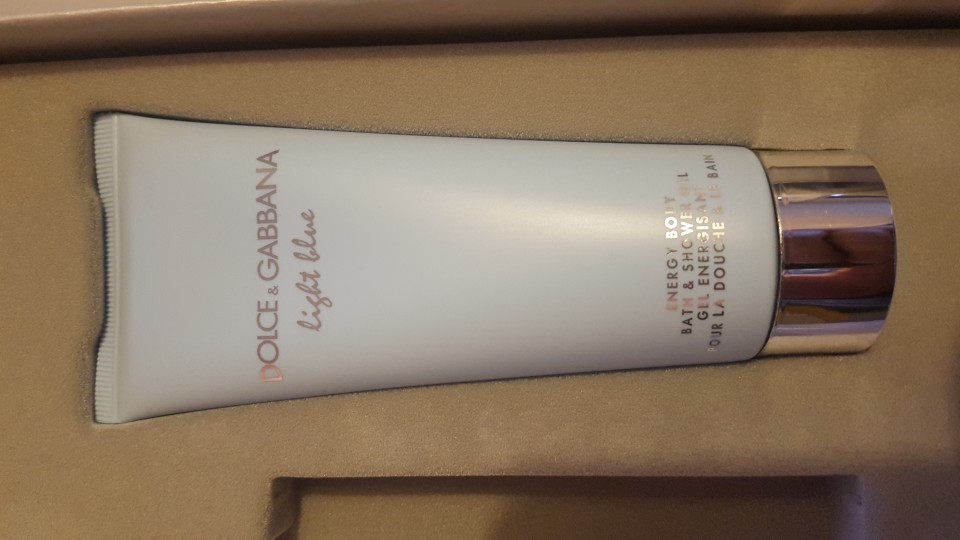 DOLCE & GABBANA
light blue
ENERGY BODY
BATH & SHOWER GEL
GEL ENERGISANT
POUR LA DOUCHE & LE BAIN